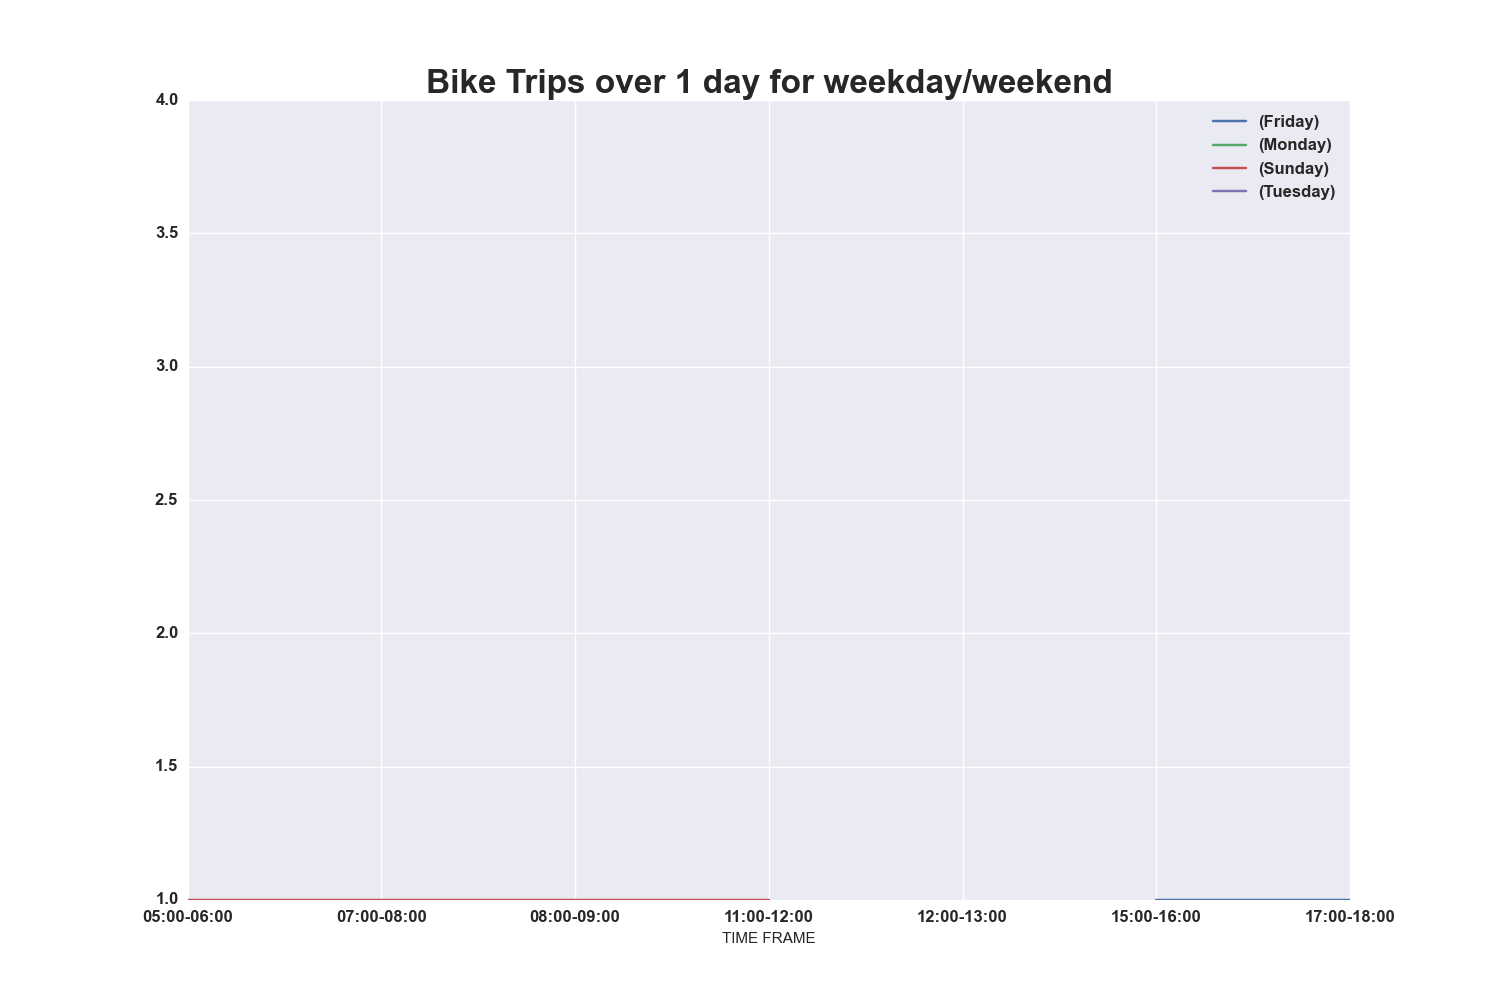 Bike Trips over 1 day for weekday/weekend
4.0
3.5
3.0
2.5
2.0
1.5
1.0
(Friday)
(Monday)
(Sunday)
(Tuesday)
05:00-06:00 07:00-08:00 08:00-09:00 11:00-12:00 12:00-13:00 15:00-16:00 17:00-18:00
TIME FRAME